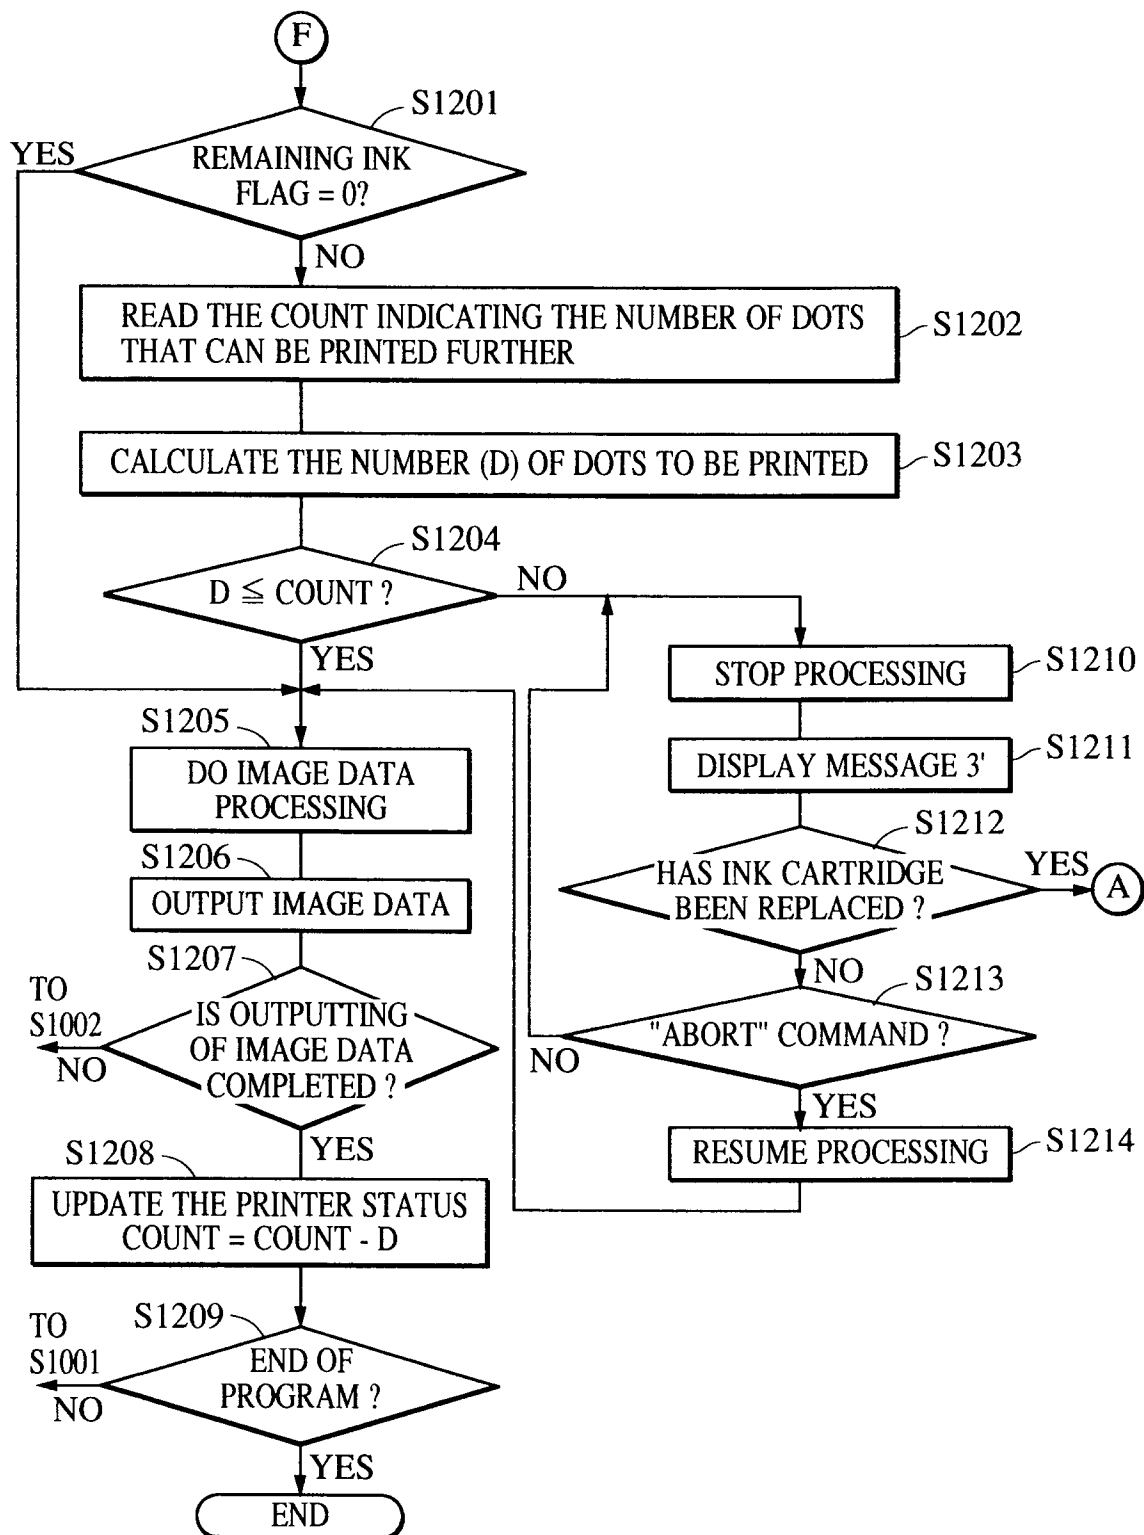 F
S1201
YES
REMAINING INK
FLAG = 0?
NO
READ THE COUNT INDICATING THE NUMBER OF DOTS
THAT CAN BE PRINTED FURTHER
S1202
CALCULATE THE NUMBER (D) OF DOTS TO BE PRINTED
S1203
S1204
D ≦ COUNT ?
NO
YES
S1205
DO IMAGE DATA
PROCESSING
S1206
OUTPUT IMAGE DATA
S1207
TO
S1002
NO
IS OUTPUTTING
OF IMAGE DATA
COMPLETED ?
YES
S1208
UPDATE THE PRINTER STATUS
COUNT = COUNT - D
S1209
TO
S1001
NO
END OF
PROGRAM ?
YES
END
STOP PROCESSING
S1210
DISPLAY MESSAGE 3'
S1211
S1212
HAS INK CARTRIDGE
BEEN REPLACED ?
YES
A
NO
S1213
"ABORT" COMMAND ?
NO
YES
RESUME PROCESSING
S1214